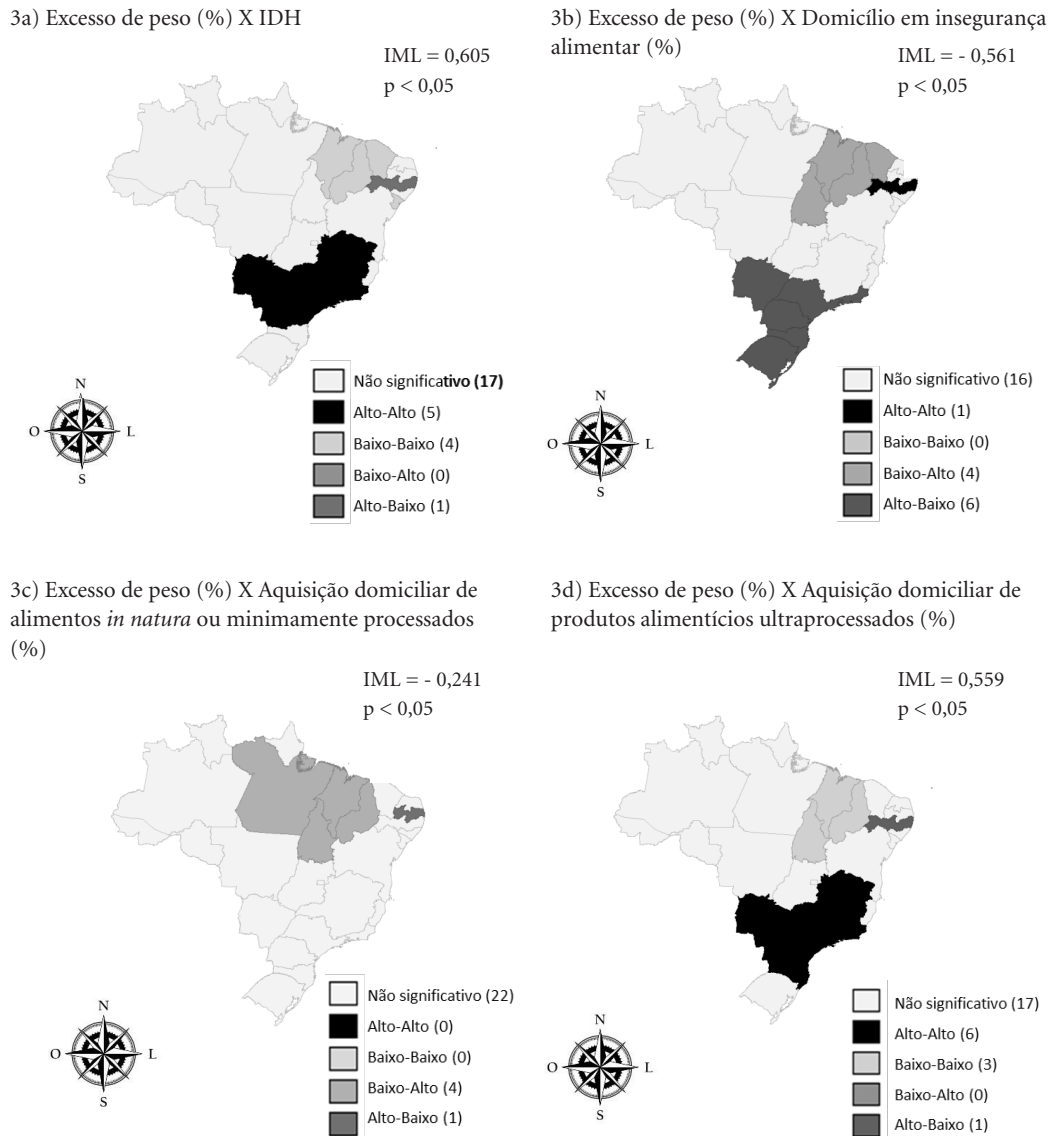 3a) Excesso de peso (%) X IDH
IML = 0,605
p < 0,05
N
O
L
S
Não significativo (17)
Alto-Alto (5)
Baixo-Baixo (4)
Baixo-Alto (0)
Alto-Baixo (1)
3b) Excesso de peso (%) X Domicílio em insegurança
alimentar (%)
IML = - 0,561
p < 0,05
N
O
L
S
Não significativo (16)
Alto-Alto (1)
Baixo-Baixo (0)
Baixo-Alto (4)
Alto-Baixo (6)
3c) Excesso de peso (%) X Aquisição domiciliar de
alimentos in natura ou minimamente processados
(%)
IML = - 0,241
p < 0,05
N
O
L
S
Não significativo (22)
Alto-Alto (0)
Baixo-Baixo (0)
Baixo-Alto (4)
Alto-Baixo (1)
3d) Excesso de peso (%) X Aquisição domiciliar de
produtos alimentícios ultraprocessados (%)
IML = 0,559
p < 0,05
N
O
L
S
Não significativo (17)
Alto-Alto (6)
Baixo-Baixo (3)
Baixo-Alto (0)
Alto-Baixo (1)